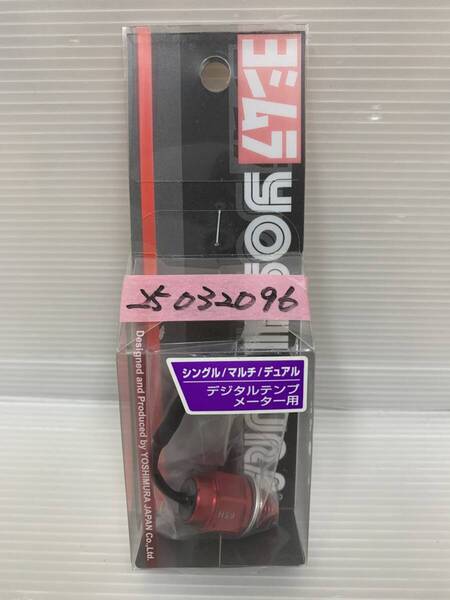 ヨシムラ
YOSHIMURA
25032096
シングル/マルチ/デュアル
デジタルテンプ
メーター用
Designed and Produced by YOSHIMURA JAPAN Co.,Ltd.